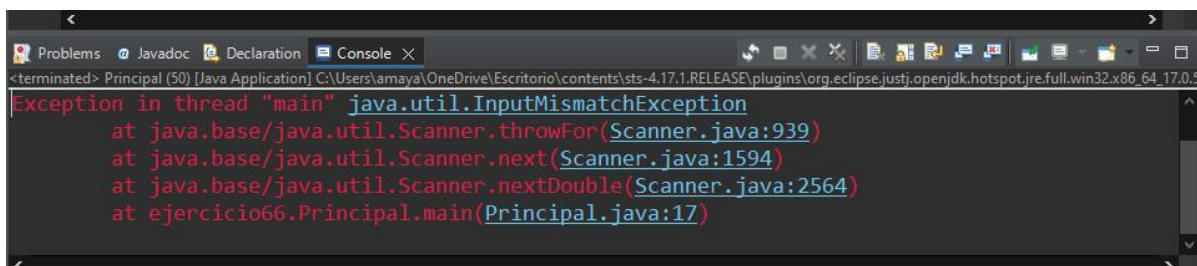 Problems @ Javadoc Declaration Console
<terminated> Principal (50) [Java Application] C:\Users\amaya\OneDrive\Escritorio\contents\sts-4.17.1.RELEASE\plugins\org.eclipse.justj.openjdk.hotspot.jre.full.win32.x86_64_17.0.5
Exception in thread "main" java.util.InputMismatchException
at java.base/java.util.Scanner.throwFor(Scanner.java:939)
at java.base/java.util.Scanner.next(Scanner.java:1594)
at java.base/java.util.Scanner.nextDouble(Scanner.java:2564)
at ejercicio66.Principal.main(Principal.java:17)